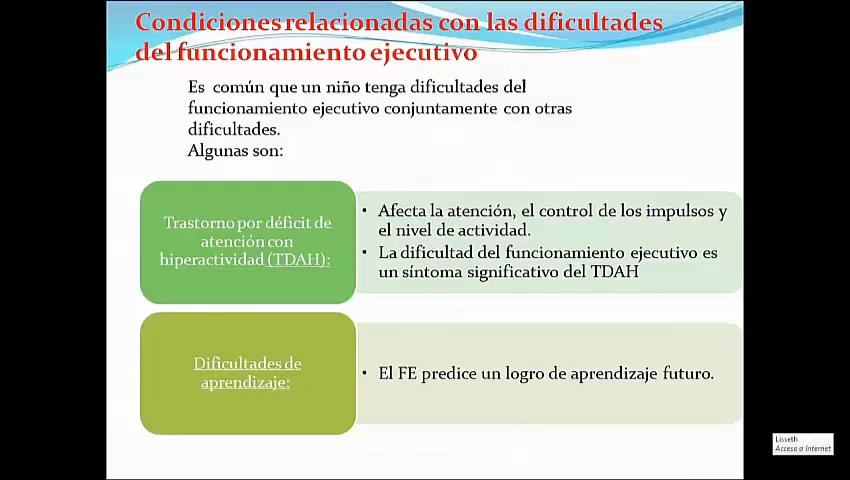 Condiciones relacionadas con las dificultades
del funcionamiento ejecutivo
Es común que un niño tenga dificultades del
funcionamiento ejecutivo conjuntamente con otras
dificultades.
Algunas son:
Trastorno por déficit de
atención con
hiperactividad (TDAH):
• Afecta la atención, el control de los impulsos y
el nivel de actividad.
• La dificultad del funcionamiento ejecutivo es
un síntoma significativo del TDAH
Dificultades de
aprendizaje:
• El FE predice un logro de aprendizaje futuro.
Lisseth
Acceso a Internet